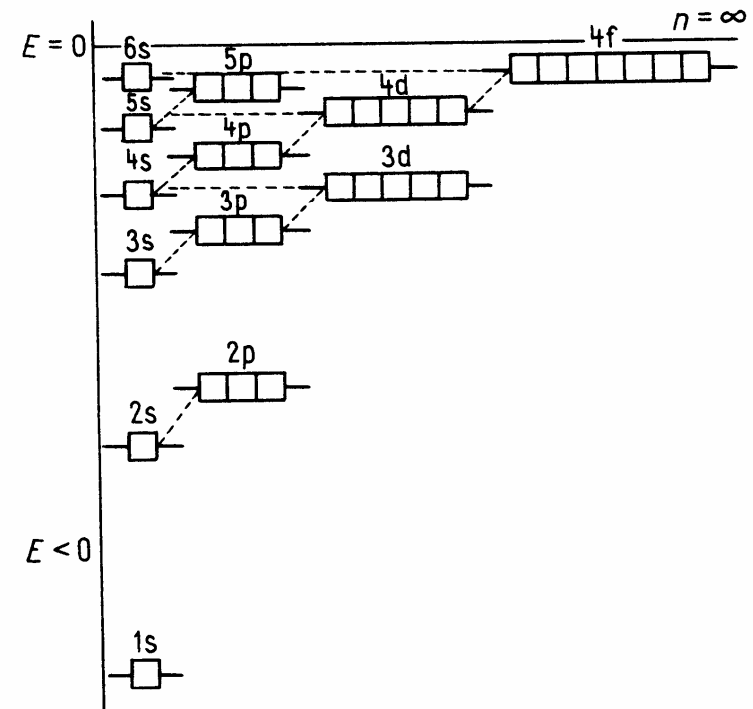 n = ∞
E = 0
6s
4f
5p
5s
4d
4p
4s
3d
3p
3s
2p
2s
E < 0
1s